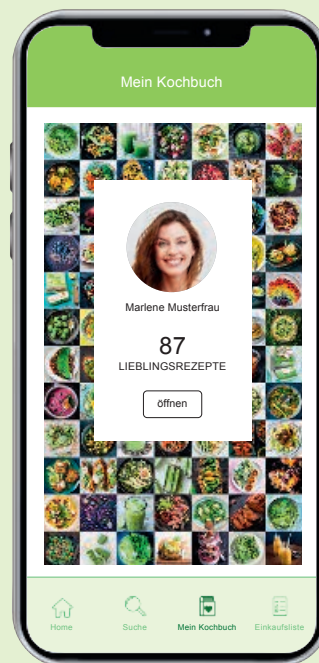 Mein Kochbuch
Marlene Musterfrau
87
LIEBLINGSREZEPTE
öffnen
Home
Suche
Mein Kochbuch
Einkaufsliste